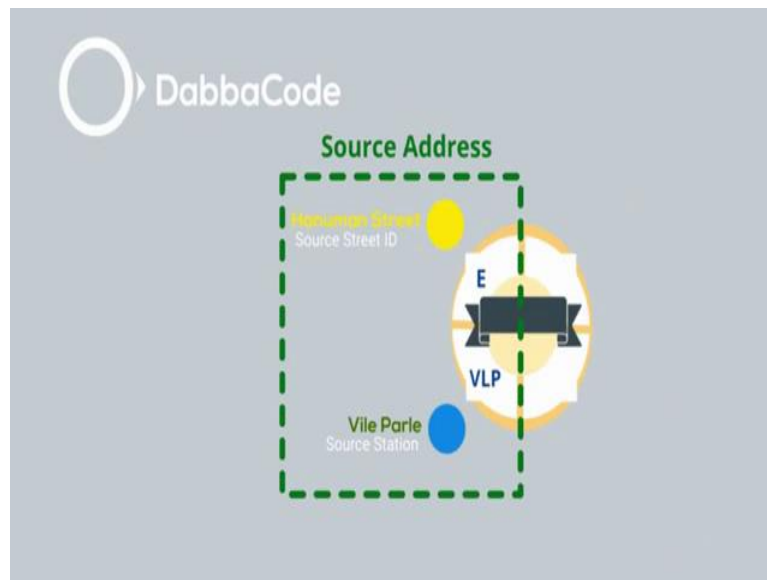 DabbaCode
Source Address
Hanuman Street
Source Street ID
E
VLP
Vile Parle
Source Station